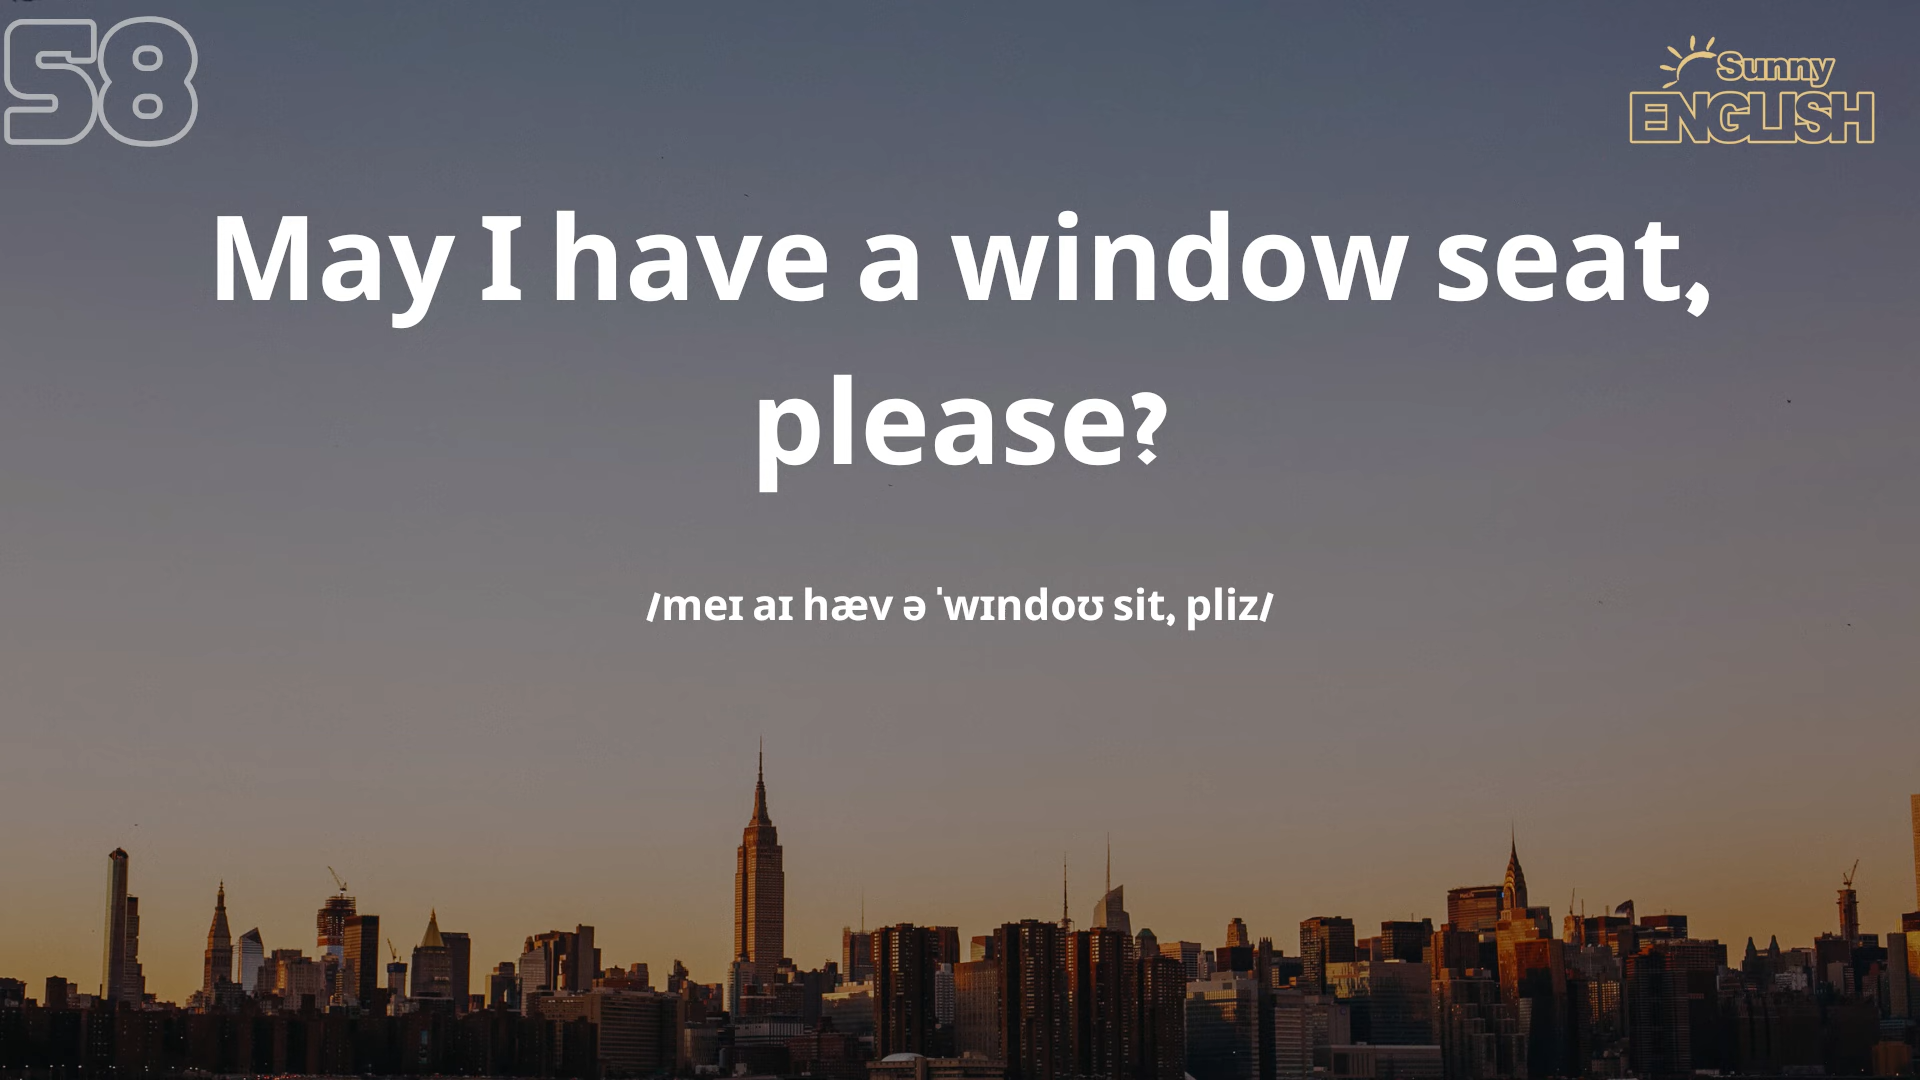 58
Sunny
ENGLISH
May I have a window seat,
please?
/meɪ aɪ hæv ə ˈwɪndoʊ sit, pliz/